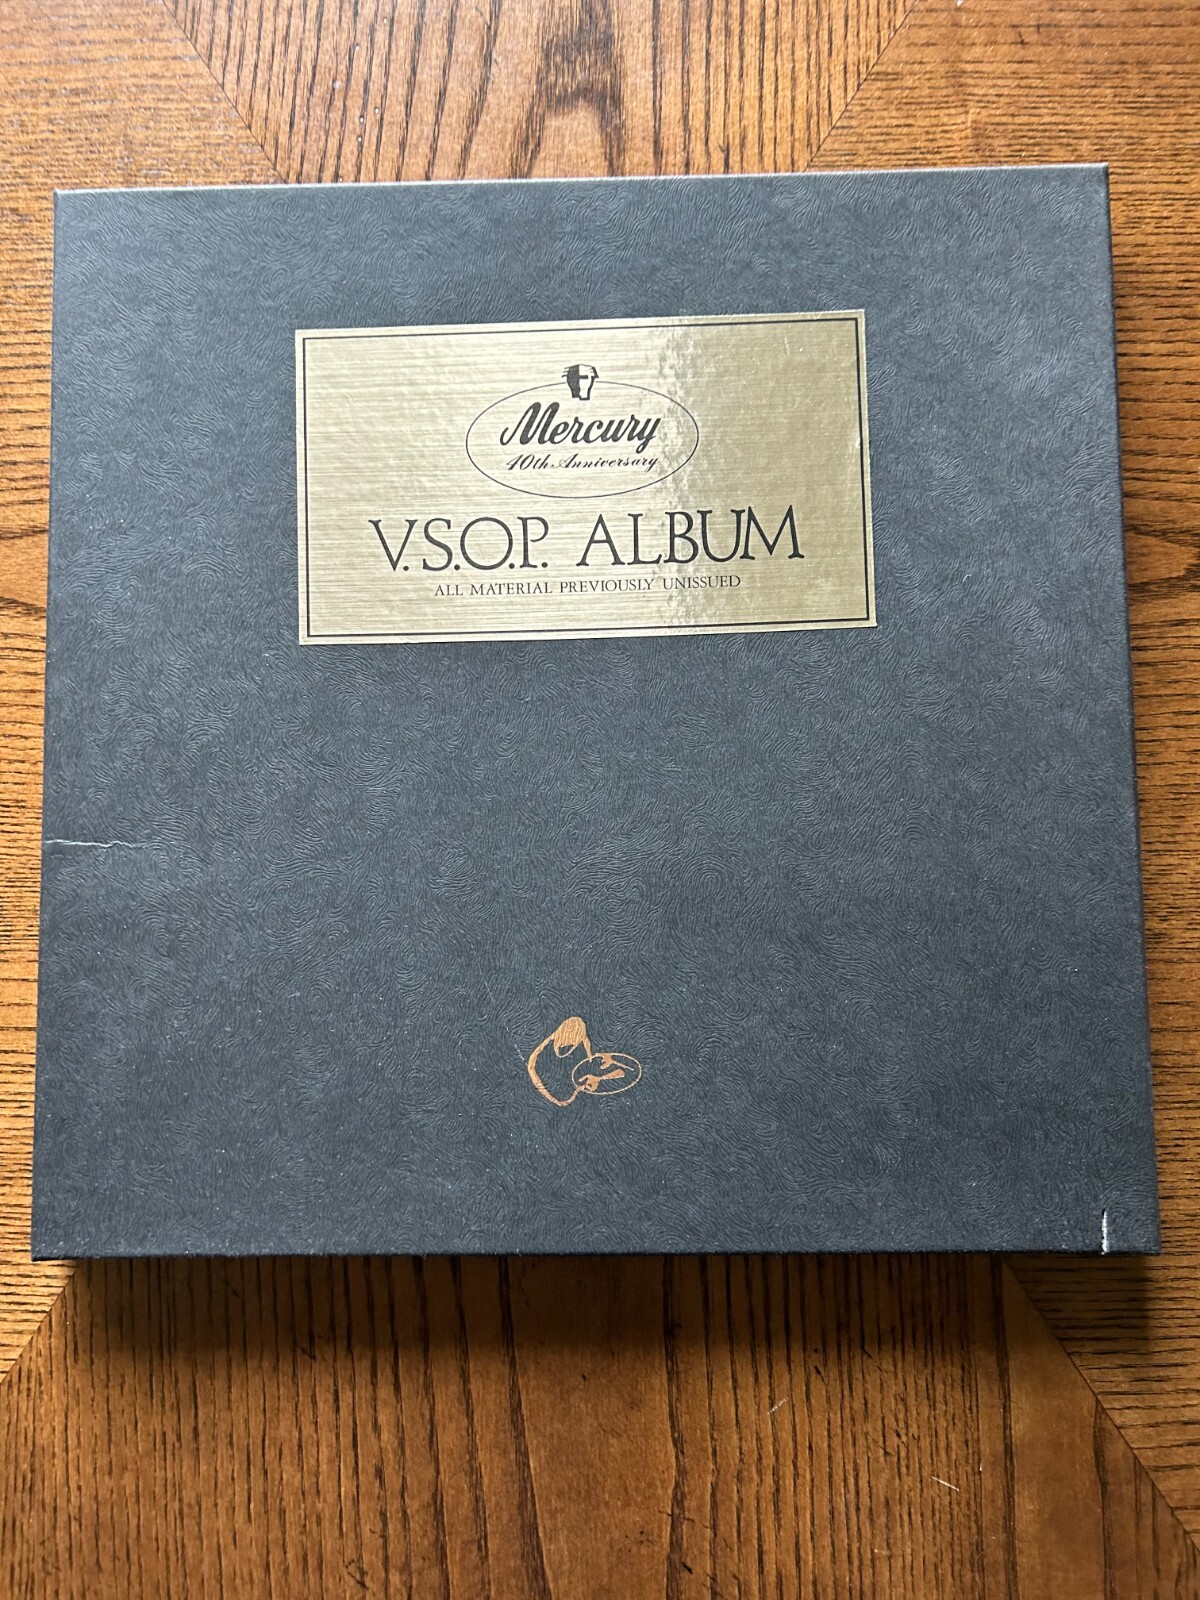 Mercury
40th Anniversary
V.S.O.P. ALBUM
ALL MATERIAL PREVIOUSLY UNISSUED